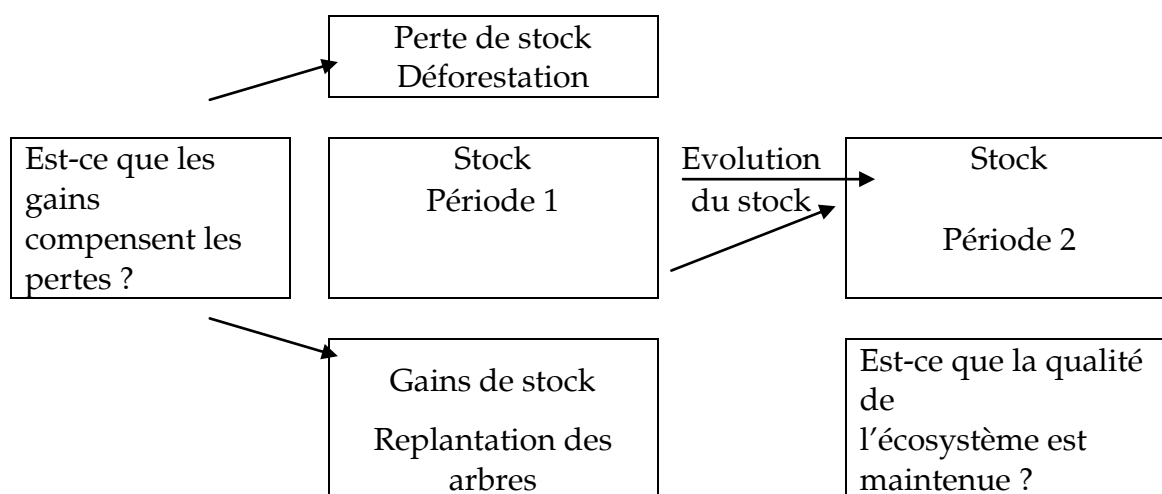 Perte de stock
Déforestation
Est-ce que les
gains
compensent les
pertes ?
Stock
Période 1
Evolution
du stock
Stock
Période 2
Gains de stock
Replantation des
arbres
Est-ce que la qualité
de
l’écosystème est
maintenue ?